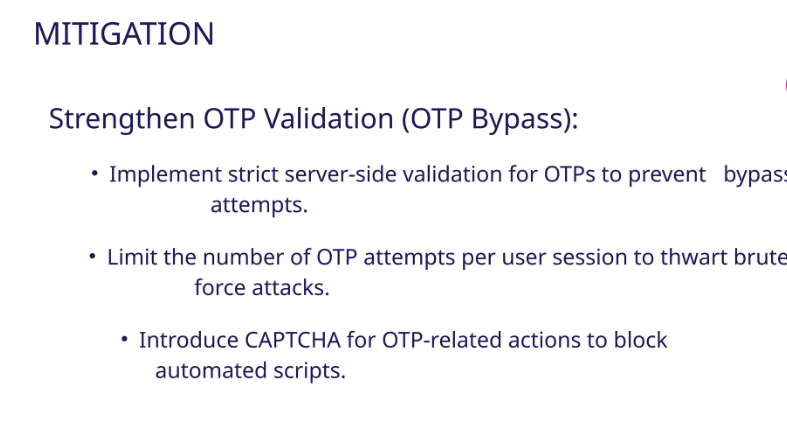 MITIGATION
Strengthen OTP Validation (OTP Bypass):
• Implement strict server-side validation for OTPs to prevent bypass
attempts.
• Limit the number of OTP attempts per user session to thwart brute
force attacks.
• Introduce CAPTCHA for OTP-related actions to block
automated scripts.